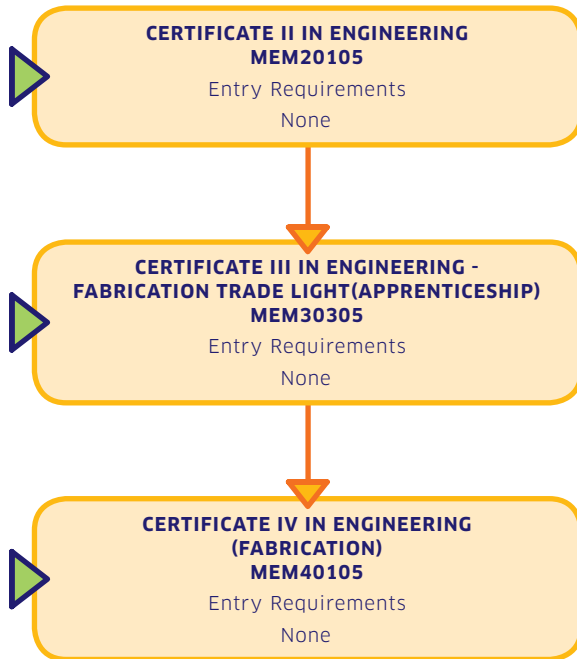 CERTIFICATE II IN ENGINEERING
MEM20105
Entry Requirements
None
CERTIFICATE III IN ENGINEERING -
FABRICATION TRADE LIGHT(APPRENTICESHIP)
MEM30305
Entry Requirements
None
CERTIFICATE IV IN ENGINEERING
(FABRICATION)
MEM40105
Entry Requirements
None